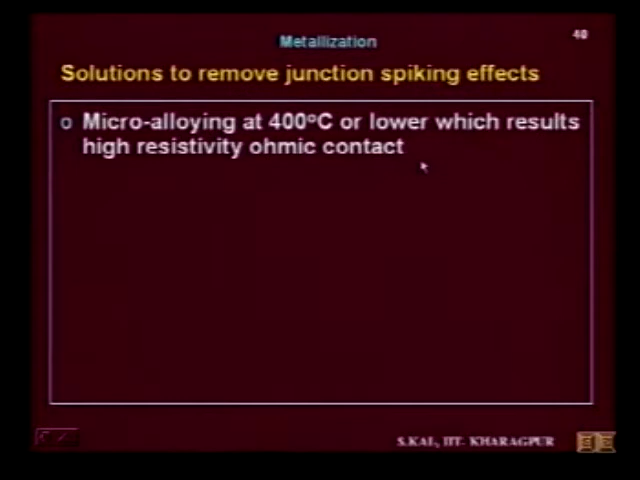 Metallization
40
Solutions to remove junction spiking effects
o Micro-alloying at 400°C or lower which results
high resistivity ohmic contact
S.KAL, IIT- KHARAGPUR